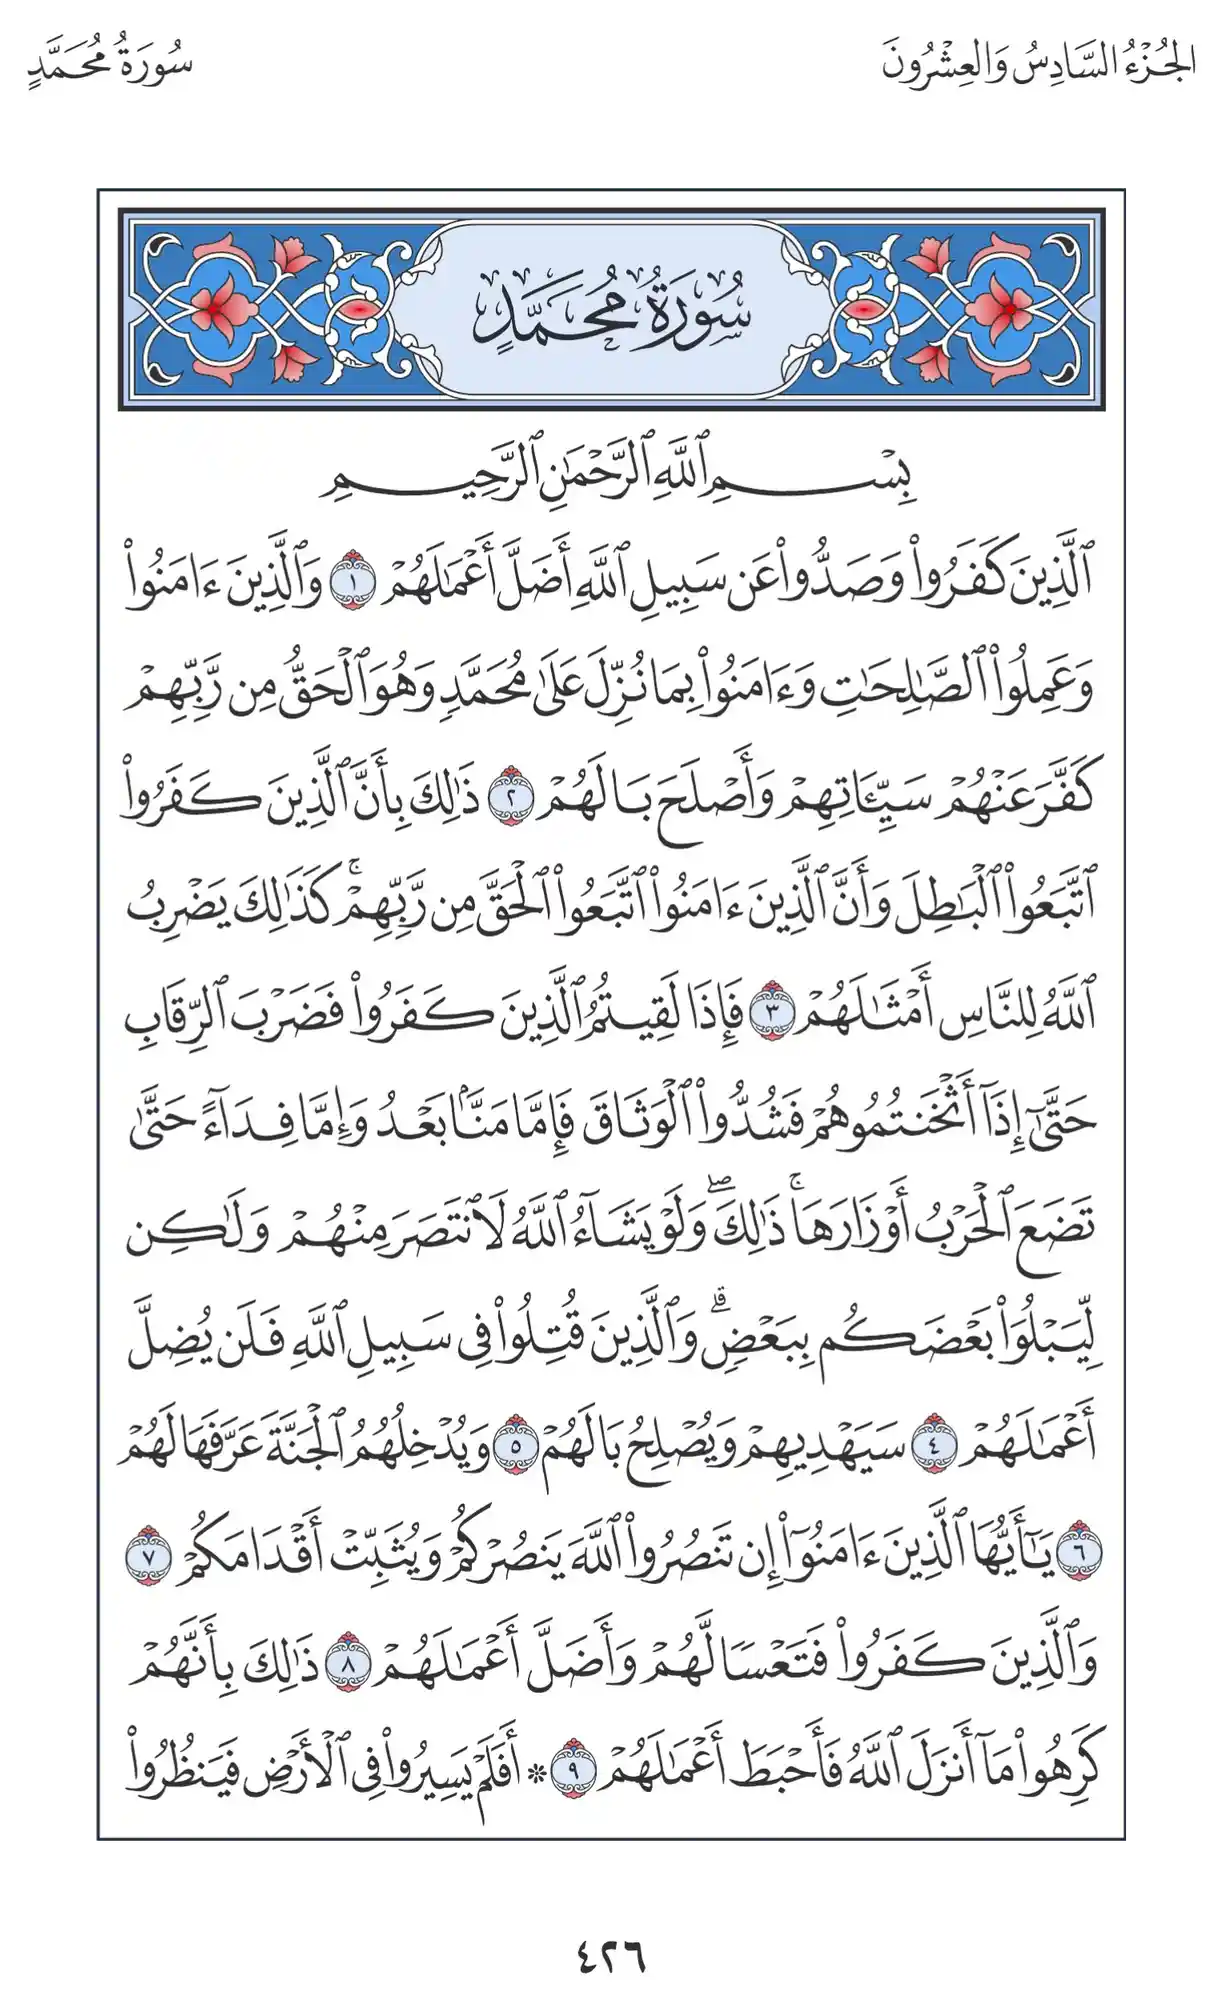 الجُزْءُ السَّادِسُ وَالعِشْرُونَ
سُورَةُ مُحَمَّدٍ
سُورَةُ مُحَمَّدٍ
بِسْمِ ٱللَّهِ ٱلرَّحْمَٰنِ ٱلرَّحِيمِ
ٱلَّذِينَ كَفَرُوا۟ وَصَدُّوا۟ عَن سَبِيلِ ٱللَّهِ أَضَلَّ أَعْمَٰلَهُمْ ١ وَٱلَّذِينَ ءَامَنُوا۟
وَعَمِلُوا۟ ٱلصَّٰلِحَٰتِ وَءَامَنُوا۟ بِمَا نُزِّلَ عَلَىٰ مُحَمَّدٍ وَهُوَ ٱلْحَقُّ مِن رَّبِّهِمْ
كَفَّرَ عَنْهُمْ سَيِّـَٔاتِهِمْ وَأَصْلَحَ بَالَهُمْ ٢ ذَٰلِكَ بِأَنَّ ٱلَّذِينَ كَفَرُوا۟
ٱتَّبَعُوا۟ ٱلْبَٰطِلَ وَأَنَّ ٱلَّذِينَ ءَامَنُوا۟ ٱتَّبَعُوا۟ ٱلْحَقَّ مِن رَّبِّهِمْ ۚ كَذَٰلِكَ يَضْرِبُ
ٱللَّهُ لِلنَّاسِ أَمْثَٰلَهُمْ ٣ فَإِذَا لَقِيتُمُ ٱلَّذِينَ كَفَرُوا۟ فَضَرْبَ ٱلرِّقَابِ
حَتَّىٰٓ إِذَآ أَثْخَنتُمُوهُمْ فَشُدُّوا۟ ٱلْوَثَاقَ فَإِمَّا مَنَّۢا بَعْدُ وَإِمَّا فِدَآءً حَتَّىٰ
تَضَعَ ٱلْحَرْبُ أَوْزَارَهَا ۚ ذَٰلِكَ ۖ وَلَوْ يَشَآءُ ٱللَّهُ لَٱنتَصَرَ مِنْهُمْ وَلَٰكِن
لِّيَبْلُوَا۟ بَعْضَكُم بِبَعْضٍ ۗ وَٱلَّذِينَ قُتِلُوا۟ فِى سَبِيلِ ٱللَّهِ فَلَن يُضِلَّ
أَعْمَٰلَهُمْ ٤ سَيَهْدِيهِمْ وَيُصْلِحُ بَالَهُمْ ٥ وَيُدْخِلُهُمُ ٱلْجَنَّةَ عَرَّفَهَا لَهُمْ
٦ يَٰٓأَيُّهَا ٱلَّذِينَ ءَامَنُوٓا۟ إِن تَنصُرُوا۟ ٱللَّهَ يَنصُرْكُمْ وَيُثَبِّتْ أَقْدَامَكُمْ ٧
وَٱلَّذِينَ كَفَرُوا۟ فَتَعْسًا لَّهُمْ وَأَضَلَّ أَعْمَٰلَهُمْ ٨ ذَٰلِكَ بِأَنَّهُمْ
كَرِهُوا۟ مَآ أَنزَلَ ٱللَّهُ فَأَحْبَطَ أَعْمَٰلَهُمْ ٩ ۞ أَفَلَمْ يَسِيرُوا۟ فِى ٱلْأَرْضِ فَيَنظُرُوا۟
٤٢٦